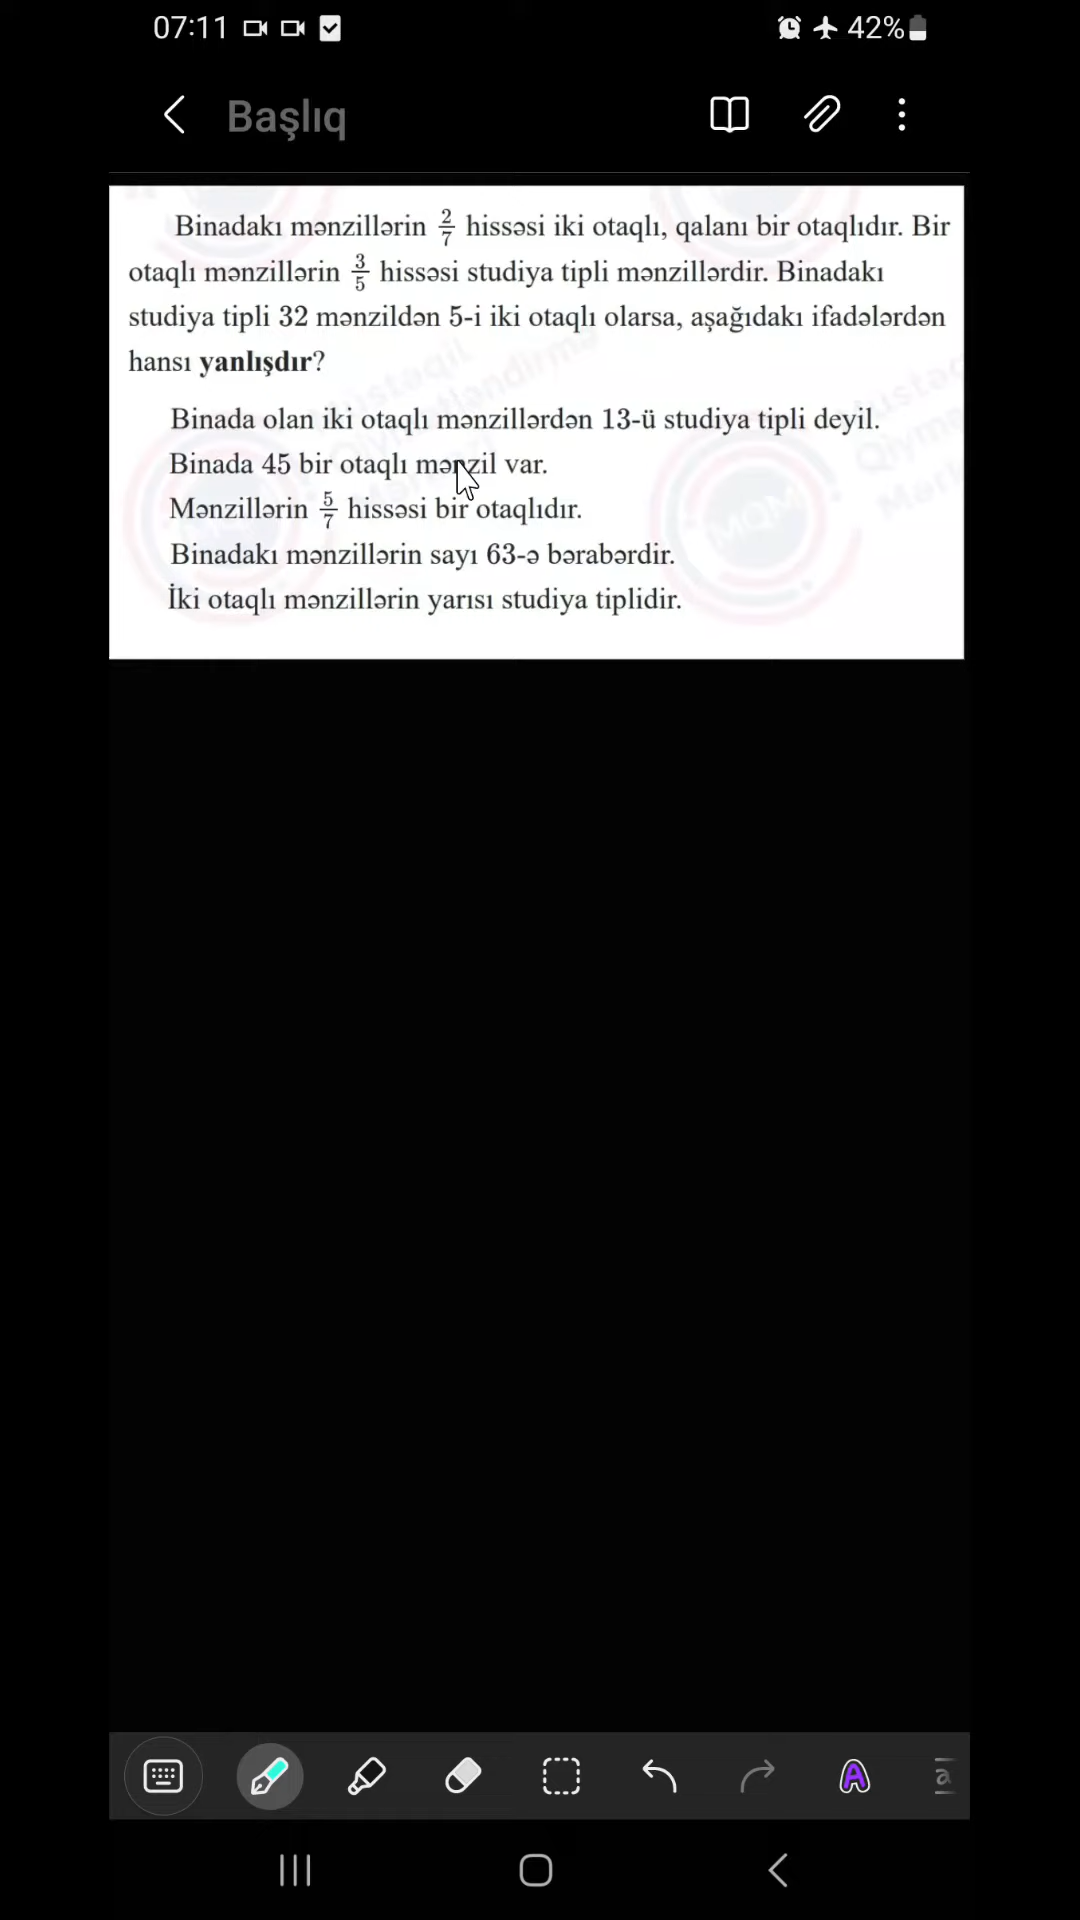 07:11 42%
Başlıq
Binadakı mənzillərin 2/7 hissəsi iki otaqlı, qalanı bir otaqlıdır. Bir
otaqlı mənzillərin 3/5 hissəsi studiya tipli mənzillərdir. Binadakı
studiya tipli 32 mənzildən 5-i iki otaqlı olarsa, aşağıdakı ifadələrdən
hansı yanlışdır?
Binada olan iki otaqlı mənzillərdən 13-ü studiya tipli deyil.
Binada 45 bir otaqlı mənzil var.
Mənzillərin 5/7 hissəsi bir otaqlıdır.
Binadakı mənzillərin sayı 63-ə bərabərdir.
İki otaqlı mənzillərin yarısı studiya tiplidir.
MQM
A a